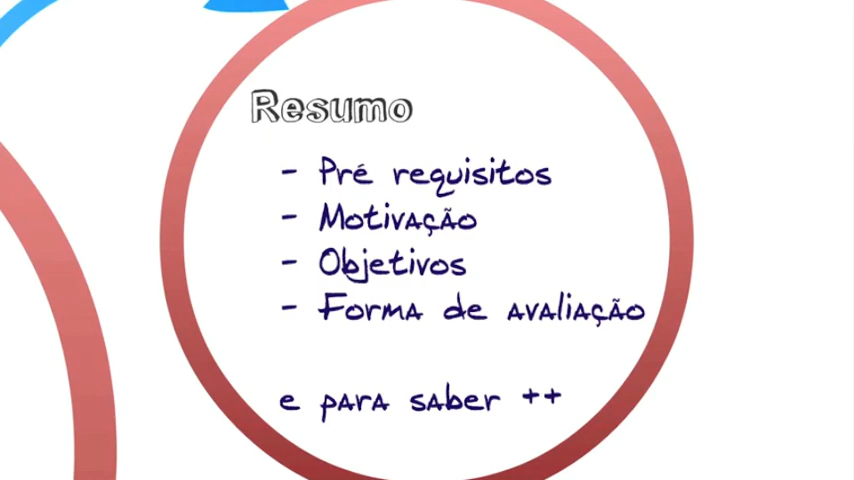 Resumo
- Pré requisitos
- Motivação
- Objetivos
- Forma de avaliação
e para saber ++